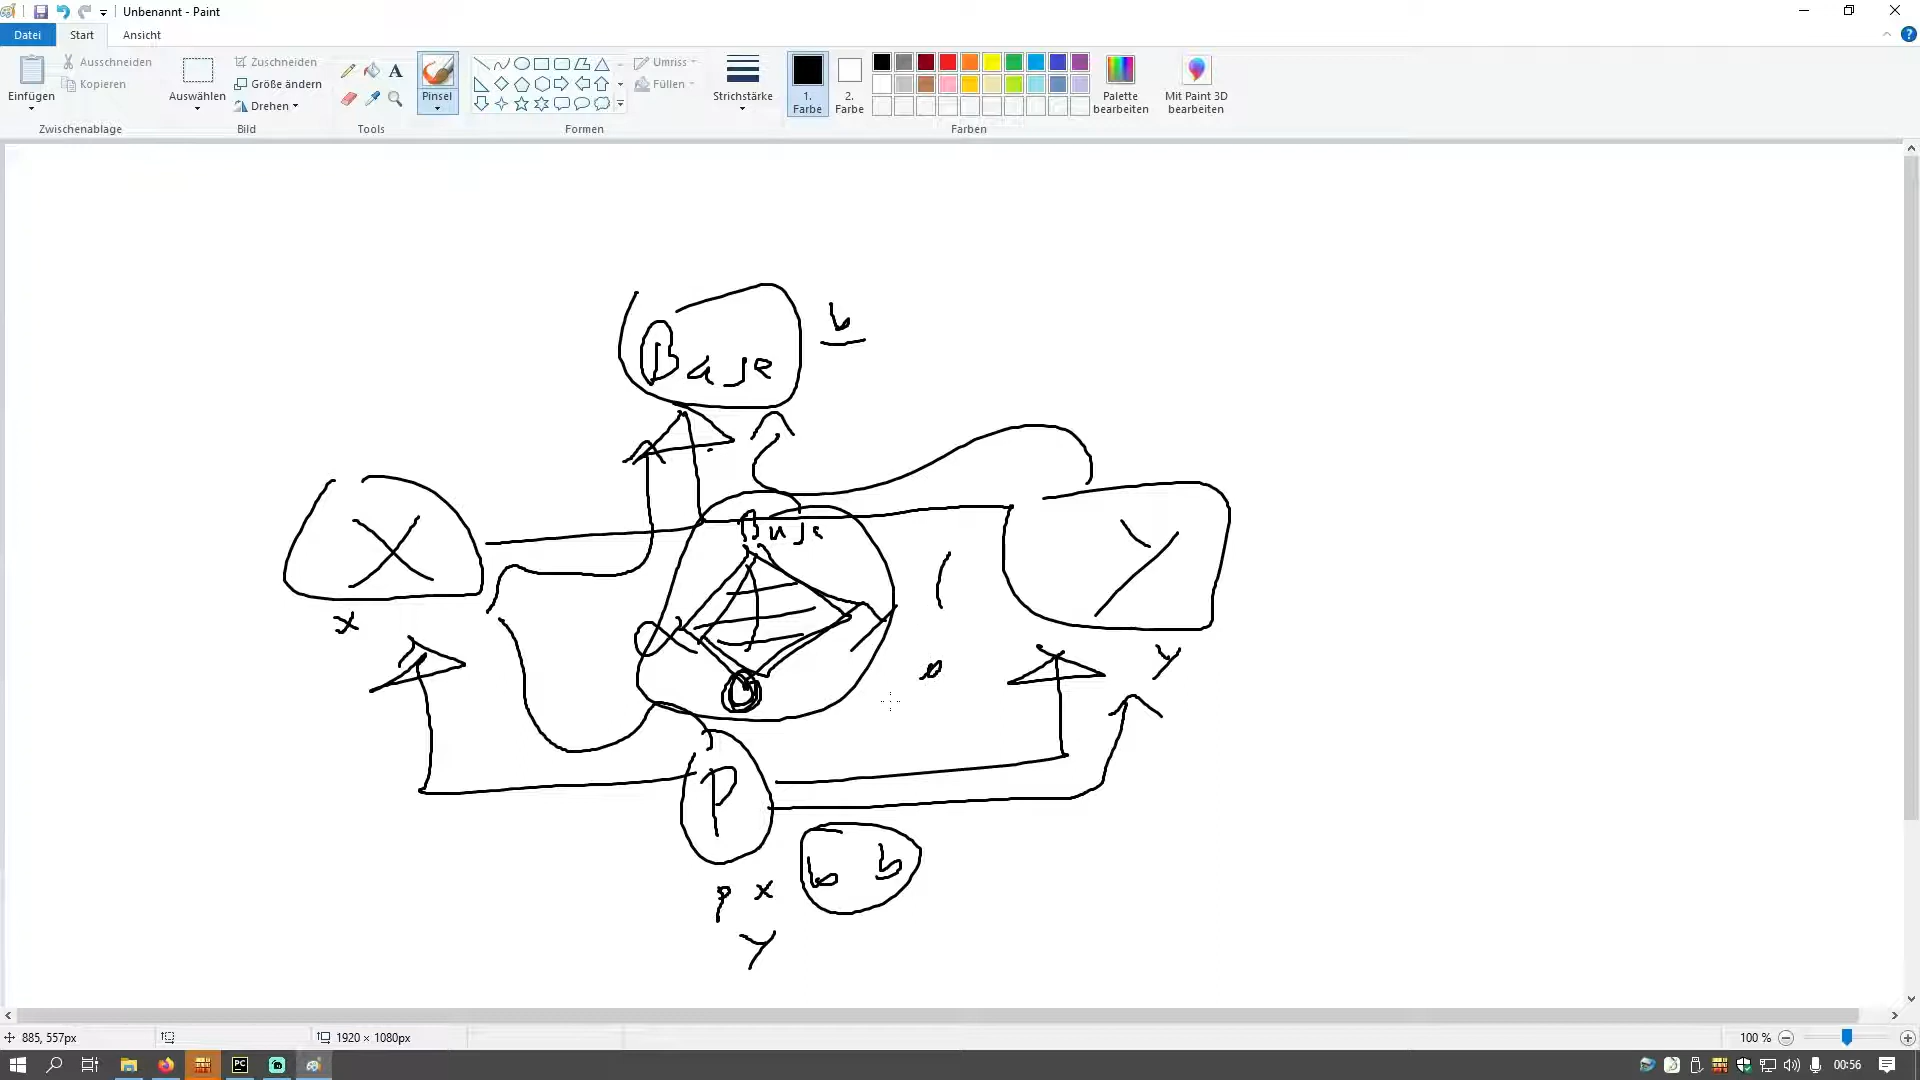 Unbenannt - Paint
Datei Start Ansicht
Einfügen
Ausschneiden
Kopieren
Zwischenablage
Auswählen
Zuschneiden
Größe ändern
Drehen
Bild
Tools
Pinsel
Formen
Umriss
Füllen
Strichstärke
1.
Farbe
2.
Farbe
Farben
Palette
bearbeiten
Mit Paint 3D
bearbeiten
Base
b
X
x
Base
Y
y
P
p x
y
b b
885, 557px
1920 × 1080px
100 %
00:56